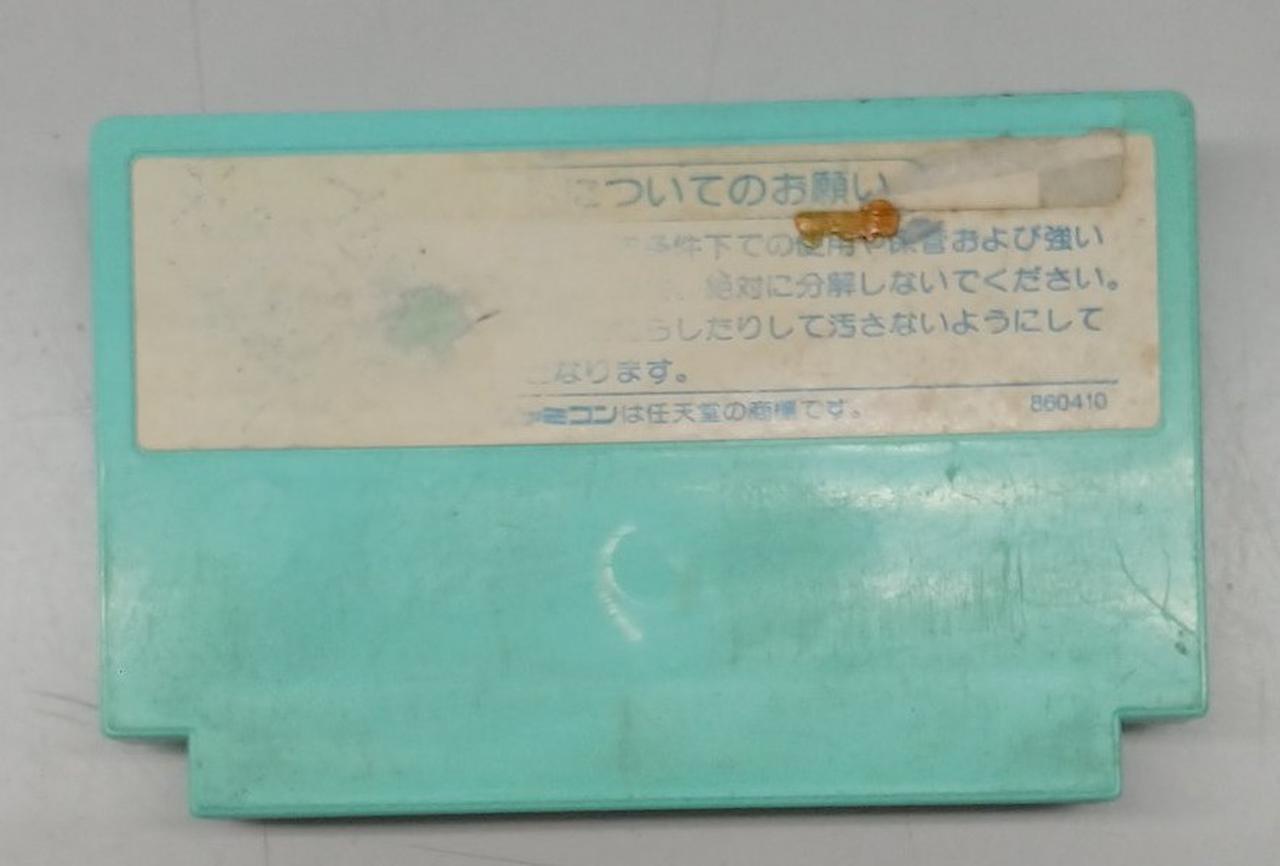 についてのお願い
件下での使用や保管および強い
絶対に分解しないでください。
らしたりして汚さないようにして
なります。
ファミコンは任天堂の商標です。
860410